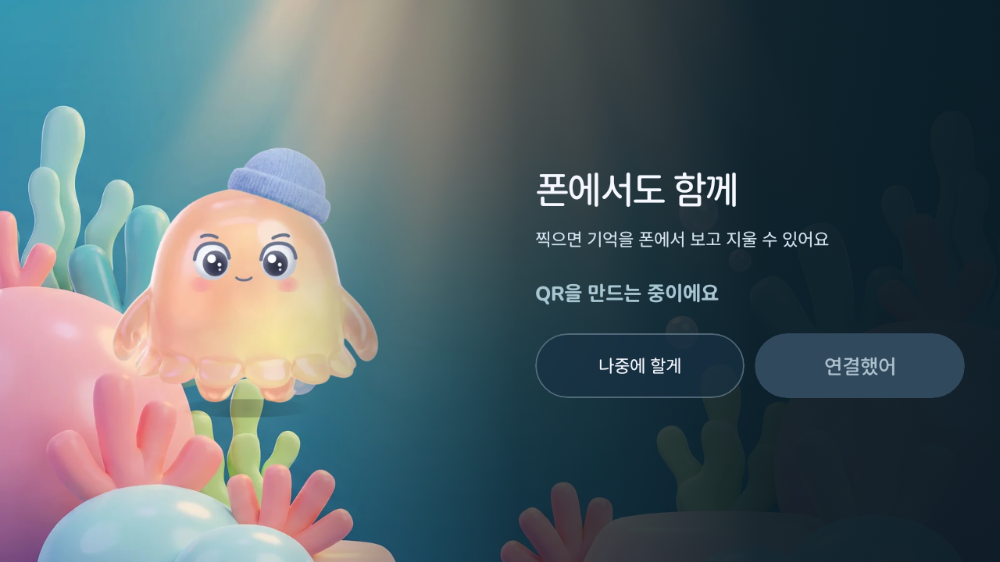 폰에서도 함께
찍으면 기억을 폰에서 보고 지울 수 있어요
QR을 만드는 중이에요
나중에 할게
연결했어